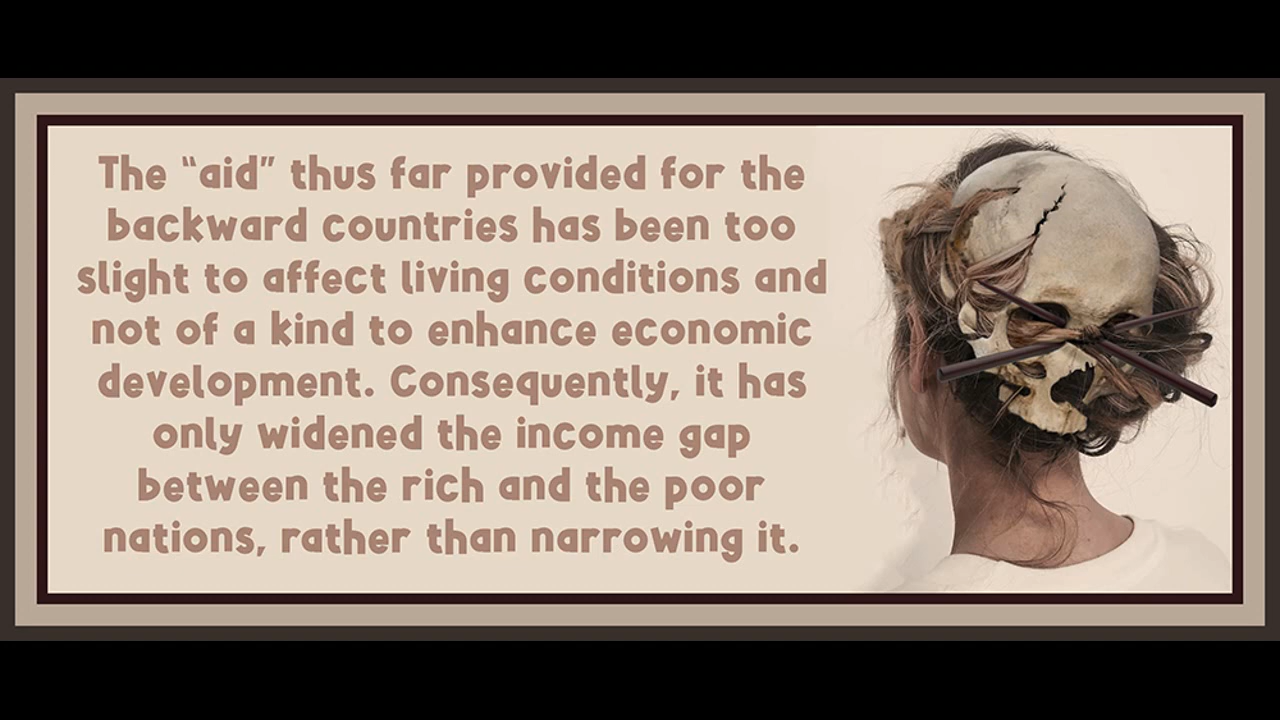 The “aid” thus far provided for the
backward countries has been too
slight to affect living conditions and
not of a kind to enhance economic
development. Consequently, it has
only widened the income gap
between the rich and the poor
nations, rather than narrowing it.